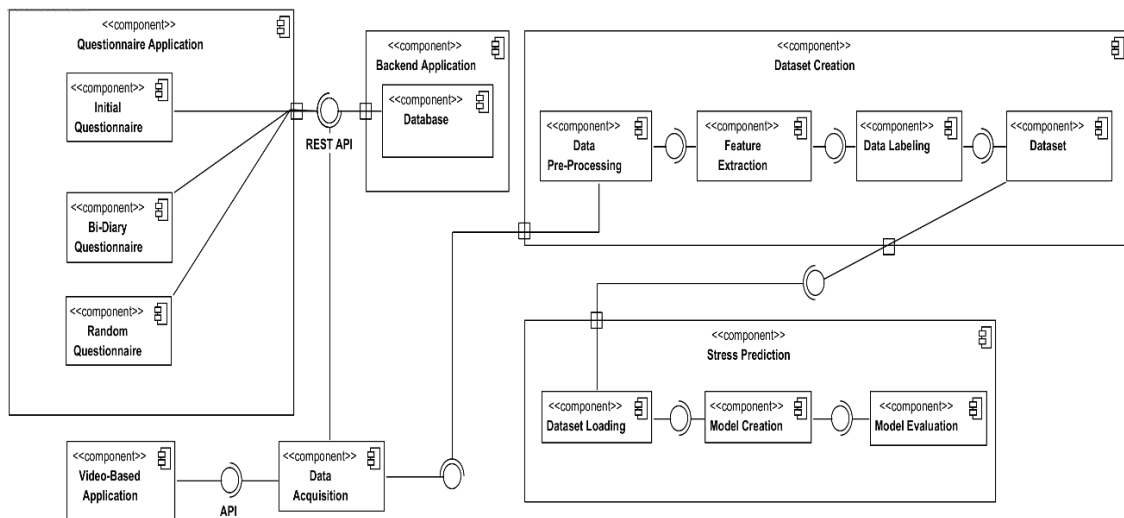 <<component>>
Questionnaire Application
<<component>>
Initial
Questionnaire
<<component>>
Bi-Diary
Questionnaire
<<component>>
Random
Questionnaire
REST API
<<component>>
Backend Application
<<component>>
Database
<<component>>
Dataset Creation
<<component>>
Data
Pre-Processing
<<component>>
Feature
Extraction
<<component>>
Data Labeling
<<component>>
Dataset
<<component>>
Stress Prediction
<<component>>
Dataset Loading
<<component>>
Model Creation
<<component>>
Model Evaluation
<<component>>
Video-Based
Application
API
<<component>>
Data
Acquisition